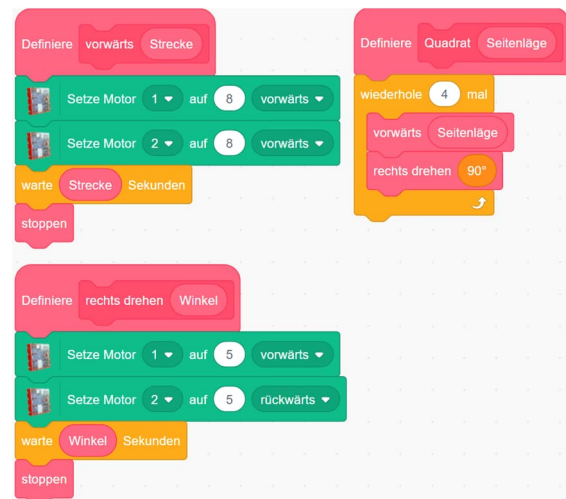 Definiere vorwärts Strecke
Setze Motor 1 auf 8 vorwärts
Setze Motor 2 auf 8 vorwärts
warte Strecke Sekunden
stoppen
Definiere Quadrat Seitenläge
wiederhole 4 mal
vorwärts Seitenläge
rechts drehen 90°
Definiere rechts drehen Winkel
Setze Motor 1 auf 5 vorwärts
Setze Motor 2 auf 5 rückwärts
warte Winkel Sekunden
stoppen